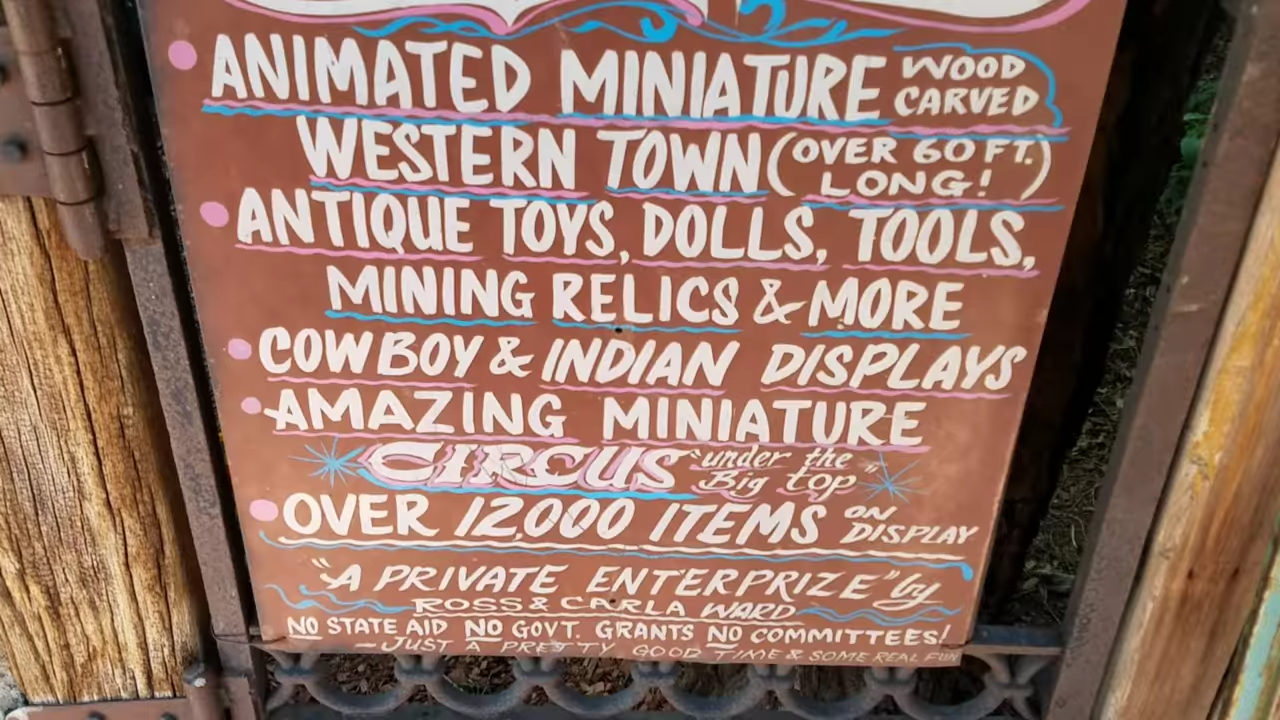 ANIMATED MINIATURE WOOD CARVED
WESTERN TOWN (OVER 60 FT. LONG!)
ANTIQUE TOYS, DOLLS, TOOLS,
MINING RELICS & MORE
COWBOY & INDIAN DISPLAYS
AMAZING MINIATURE
CIRCUS "under the Big top"
OVER 12,000 ITEMS ON DISPLAY
"A PRIVATE ENTERPRIZE" by
ROSS & CARLA WARD
NO STATE AID NO GOVT. GRANTS NO COMMITTEES!
- JUST A PRETTY GOOD TIME & SOME REAL FUN